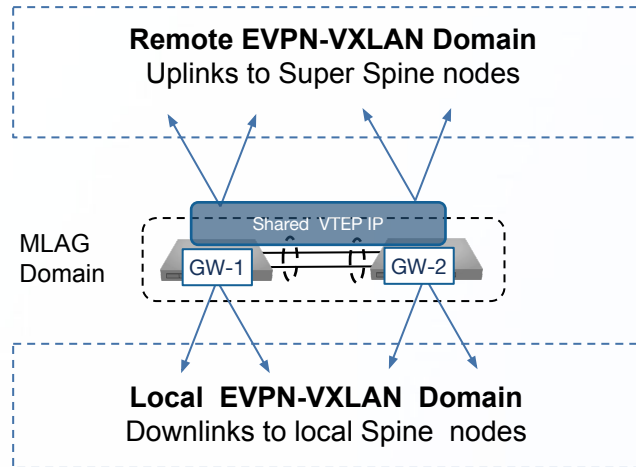 Remote EVPN-VXLAN Domain
Uplinks to Super Spine nodes
Shared VTEP IP
MLAG
Domain
GW-1
GW-2
Local EVPN-VXLAN Domain
Downlinks to local Spine nodes